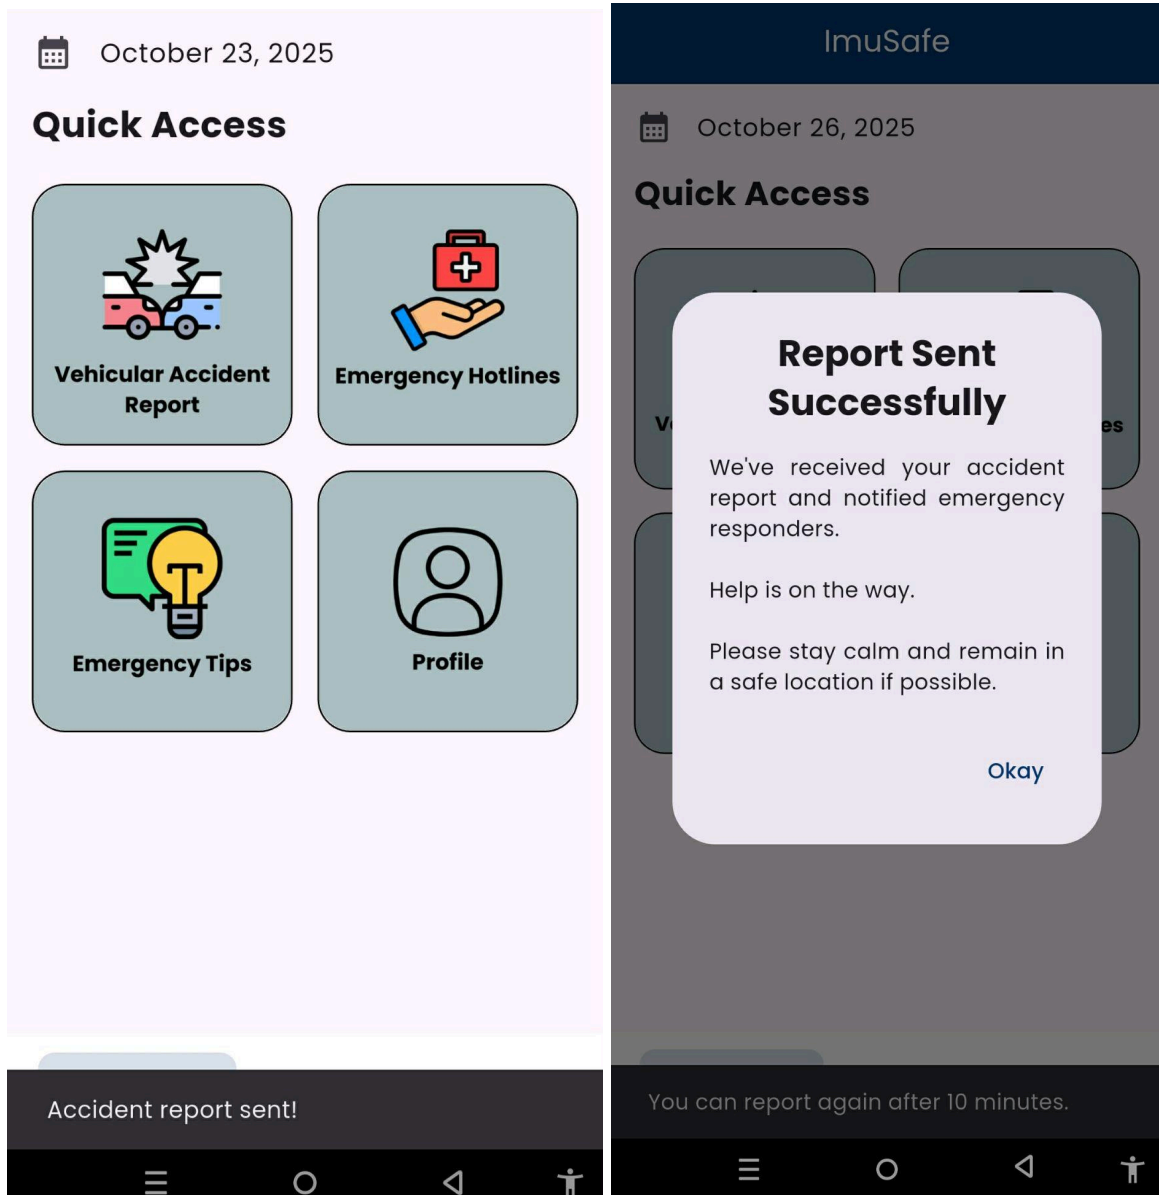 October 23, 2025
Quick Access
Vehicular Accident
Report
Emergency Hotlines
Emergency Tips
Profile
Accident report sent!
ImuSafe
October 26, 2025
Quick Access
Report Sent
Successfully
We've received your accident
report and notified emergency
responders.
Help is on the way.
Please stay calm and remain in
a safe location if possible.
Okay
You can report again after 10 minutes.